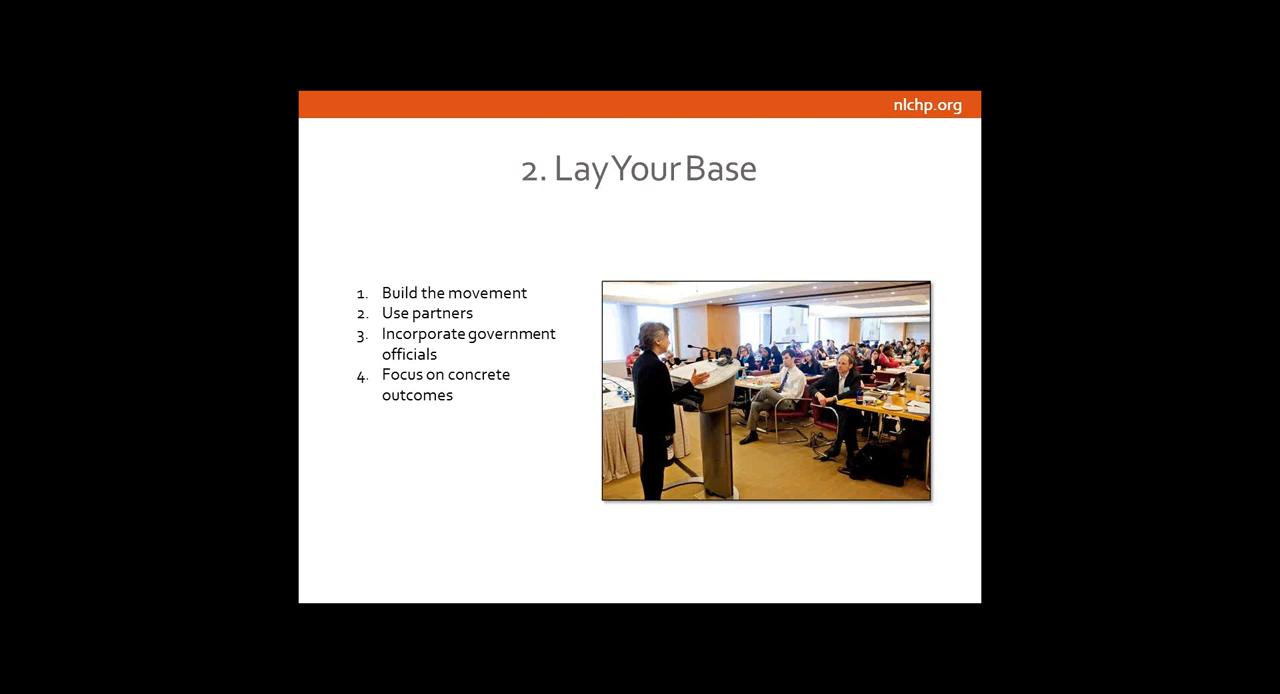 nlchp.org
2. Lay Your Base
1. Build the movement
2. Use partners
3. Incorporate government
officials
4. Focus on concrete
outcomes